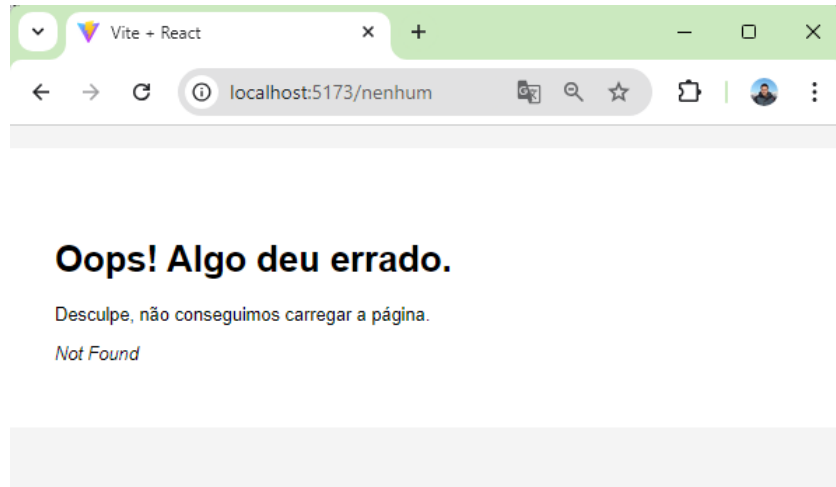 Vite + React
localhost:5173/nenhum
Oops! Algo deu errado.
Desculpe, não conseguimos carregar a página.
Not Found